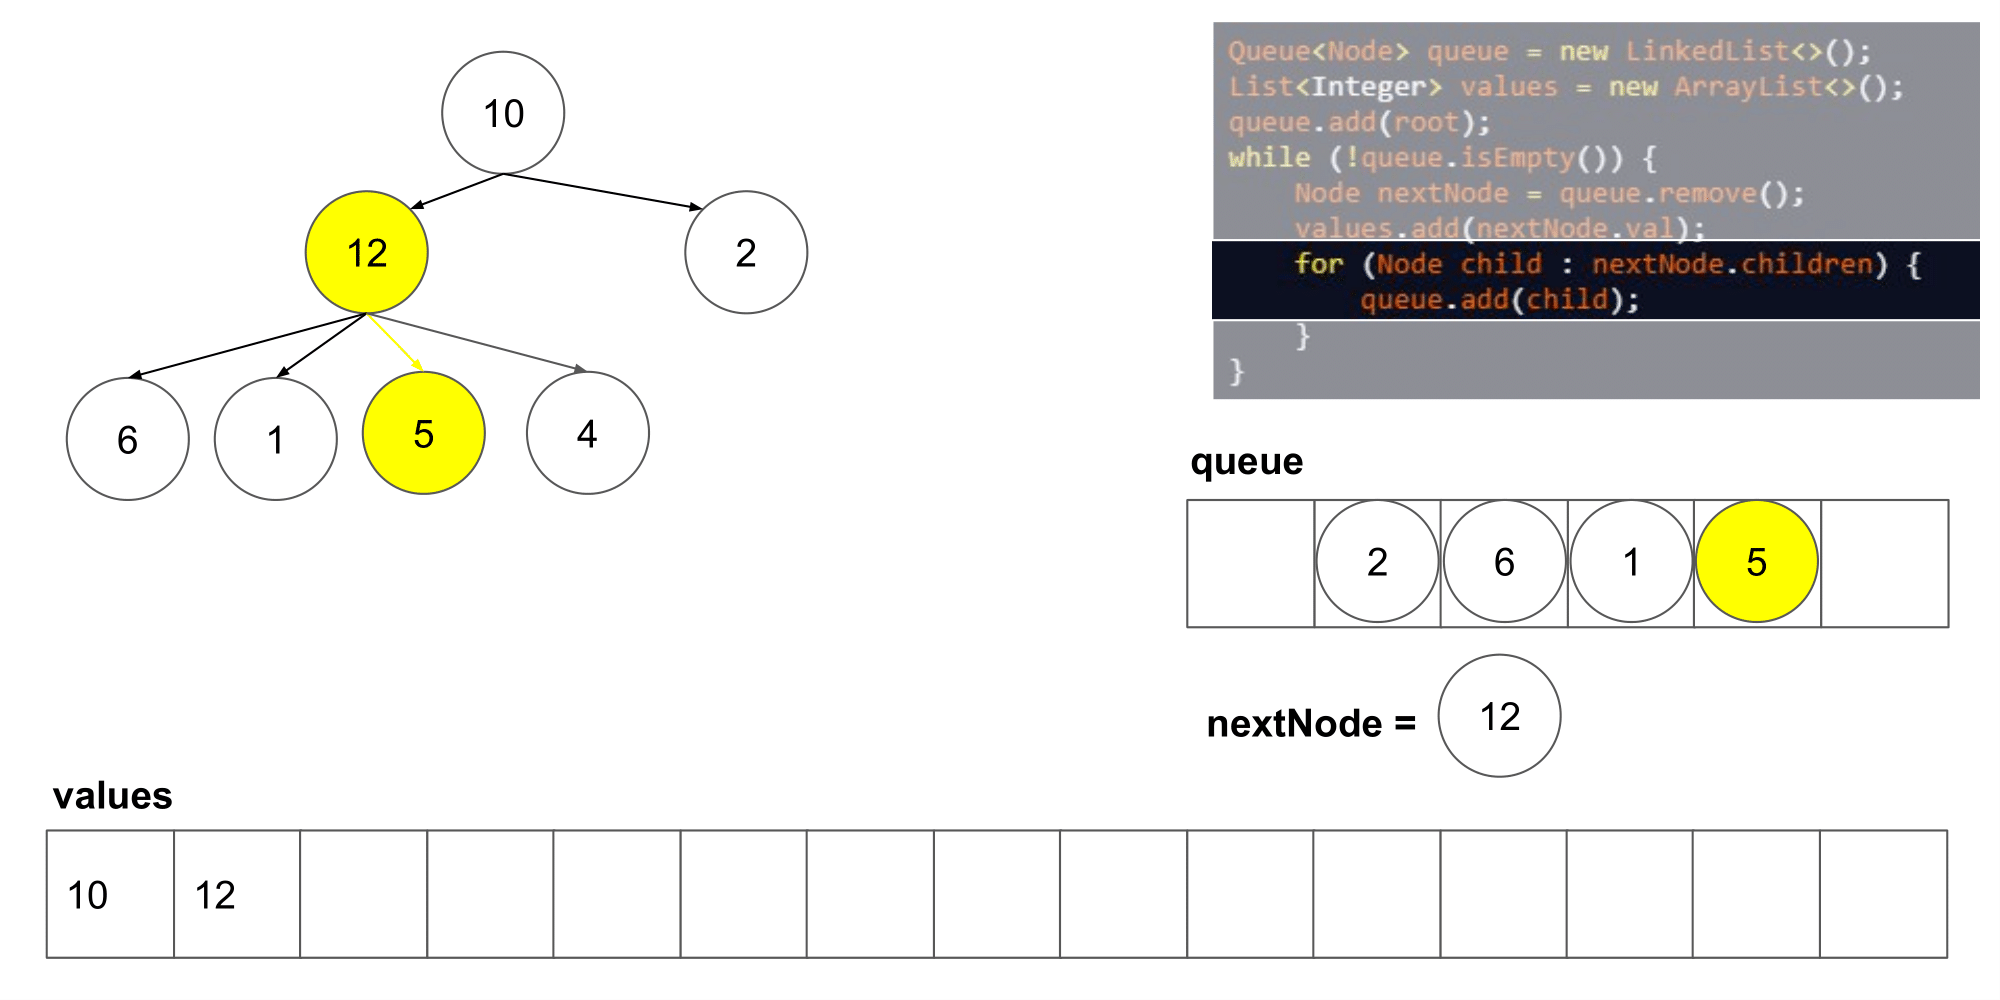 10
12
2
6
1
5
4
Queue<Node> queue = new LinkedList<>();
List<Integer> values = new ArrayList<>();
queue.add(root);
while (!queue.isEmpty()) {
    Node nextNode = queue.remove();
    values.add(nextNode.val);
    for (Node child : nextNode.children) {
        queue.add(child);
    }
}
queue
2 6 1 5
nextNode = 12
values
10 12